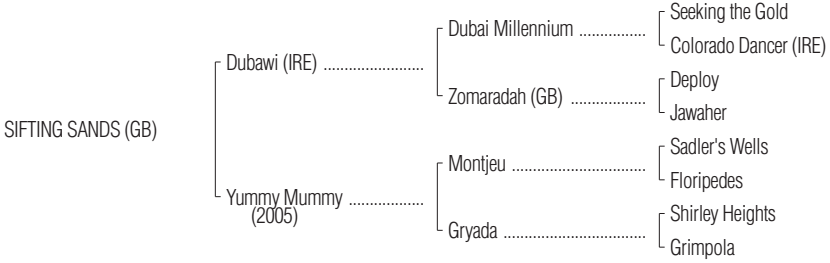 Seeking the Gold
Dubai Millennium ................
Colorado Dancer (IRE)
Dubawi (IRE) ........................
Deploy
Zomaradah (GB) ..................
Jawaher
SIFTING SANDS (GB)
Sadler's Wells
Montjeu ................................
Floripedes
Yummy Mummy ..................
(2005)
Shirley Heights
Gryada ..................................
Grimpola